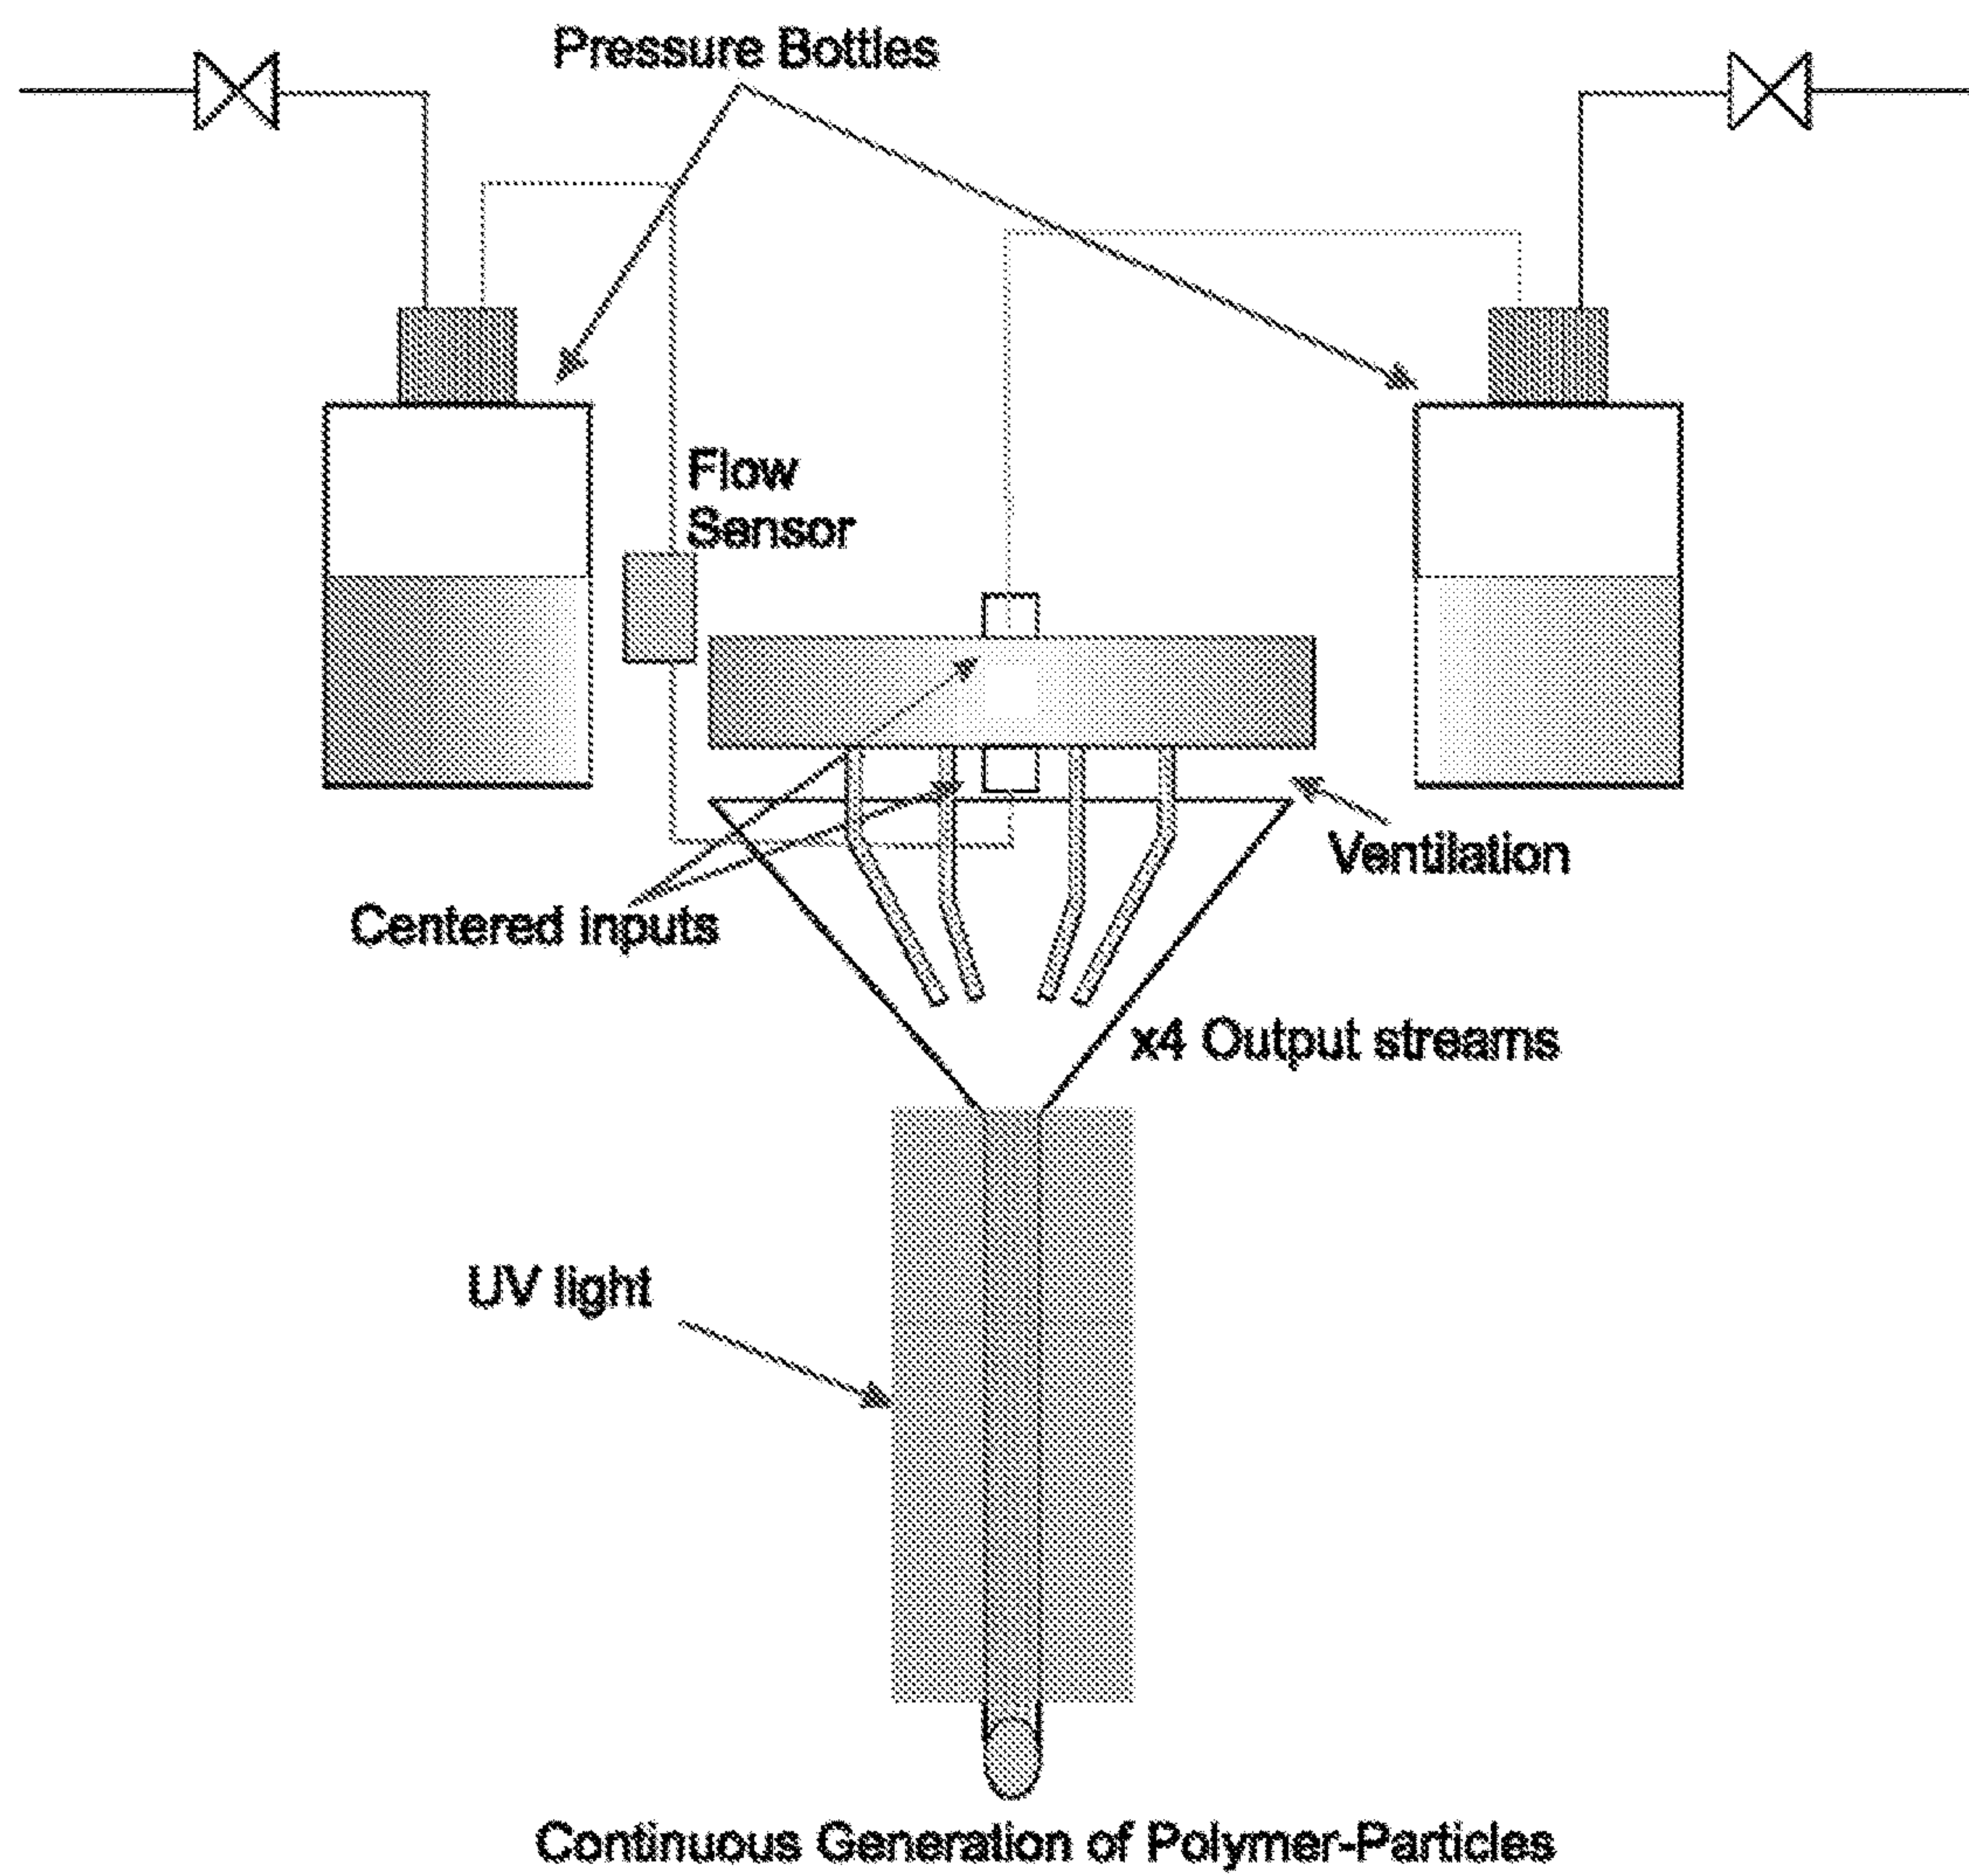 Pressure Bottles
Flow
Sensor
Ventilation
Centered inputs
x4 Output streams
UV light
Continuous Generation of Polymer-Particles